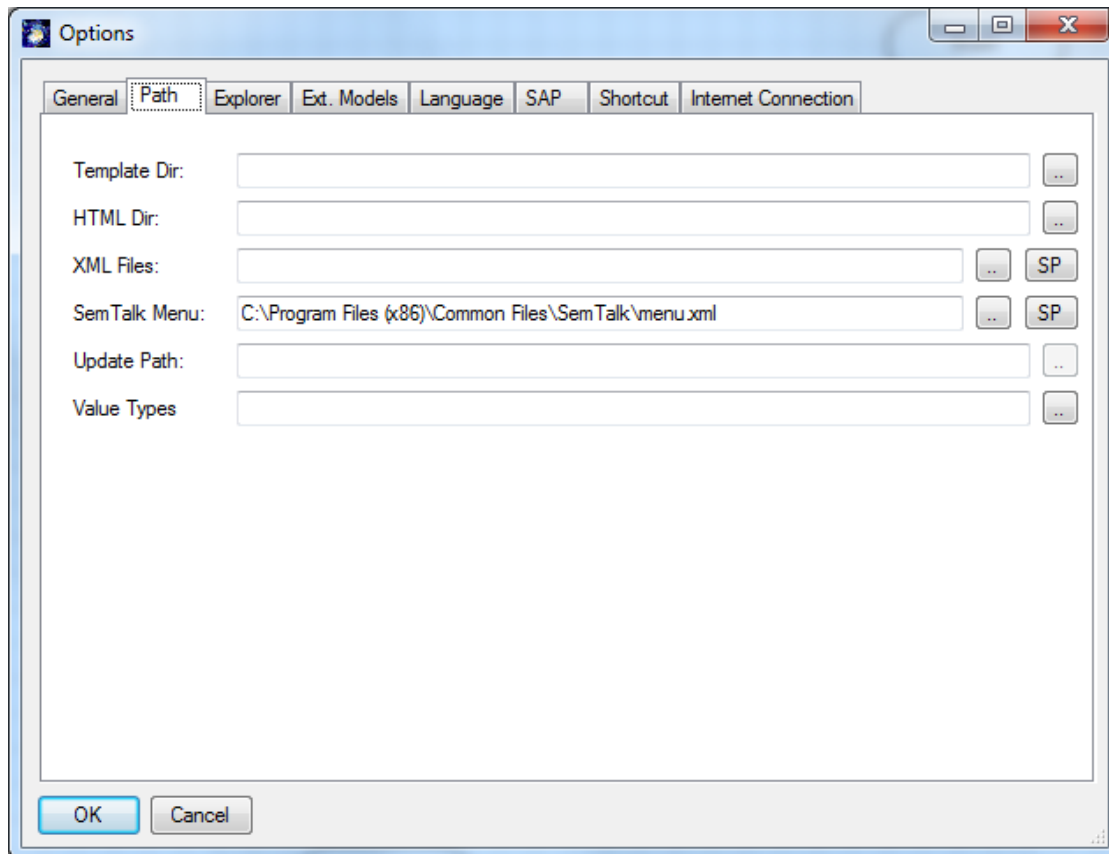 Options
General Path Explorer Ext. Models Language SAP Shortcut Internet Connection
Template Dir: ..
HTML Dir: ..
XML Files: .. SP
SemTalk Menu: C:\Program Files (x86)\Common Files\SemTalk\menu.xml .. SP
Update Path: ..
Value Types ..
OK Cancel